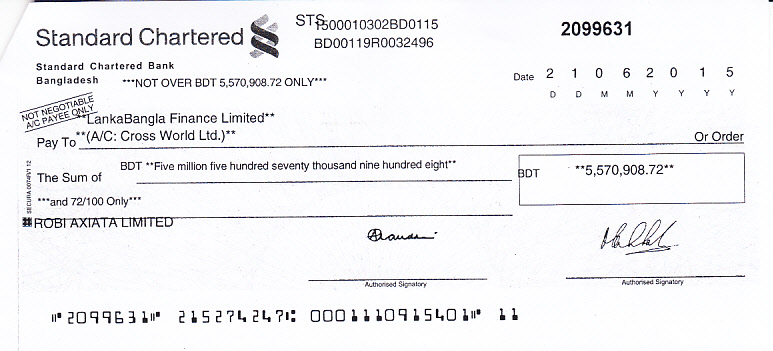 Standard Chartered
STS
1500010302BD0115
BD00119R0032496
2099631
Standard Chartered Bank
Bangladesh
***NOT OVER BDT 5,570,908.72 ONLY***
Date 2 1 0 6 2 0 1 5
D D M M Y Y Y Y
NOT NEGOTIABLE
A/C PAYEE ONLY
**LankaBangla Finance Limited**
Pay To **(A/C: Cross World Ltd.)** Or Order
BDT **Five million five hundred seventy thousand nine hundred eight**
The Sum of
BDT **5,570,908.72**
***and 72/100 Only***
ROBI AXIATA LIMITED
Authorised Signatory
Authorised Signatory
⑈2099631⑈ 215274247⑆ 0001110915401⑈ 11